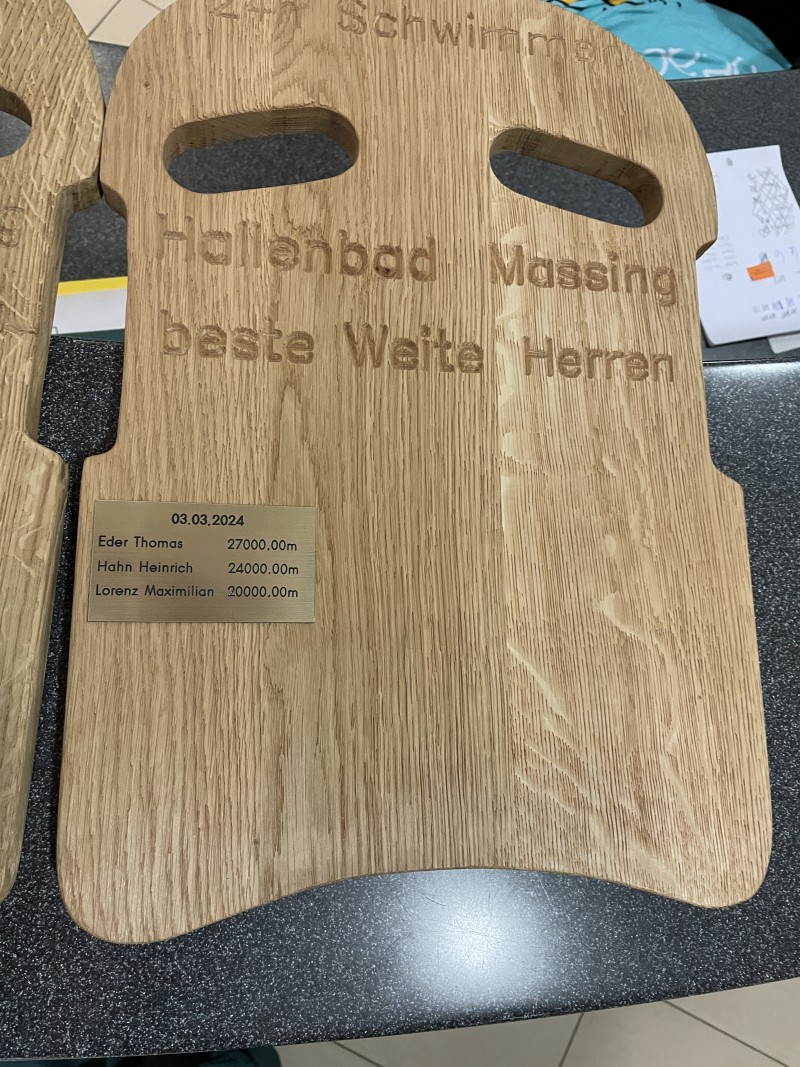 24h Schwimmen
Hallenbad Massing
beste Weite Herren
03.03.2024
Eder Thomas 27000,00m
Hahn Heinrich 24000,00m
Lorenz Maximilian 20000,00m